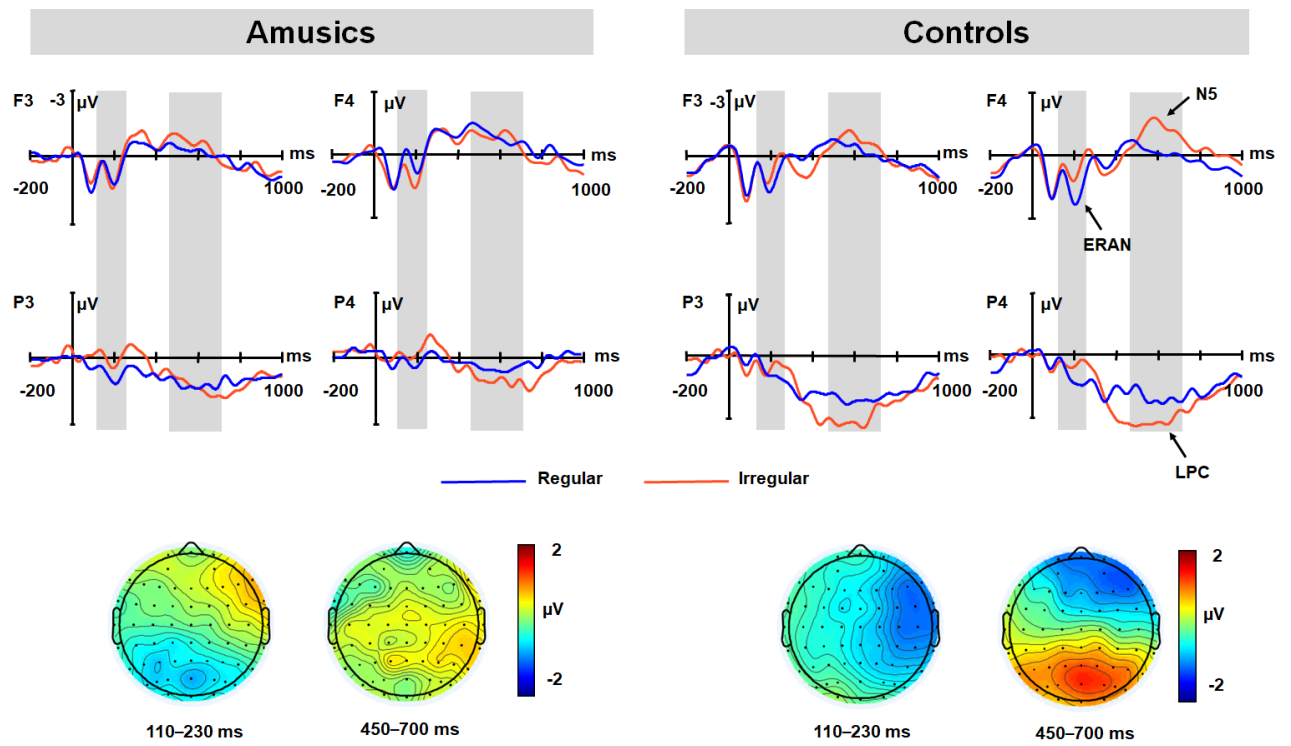 Amusics
Controls
F3 -3 µV
ms
-200 1000
F4 µV
ms
-200 1000
F3 -3 µV
ms
-200 1000
F4 µV
N5
ms
-200 1000
ERAN
P3 µV
ms
-200 1000
P4 µV
ms
-200 1000
P3 µV
ms
-200 1000
P4 µV
ms
-200 1000
LPC
Regular Irregular
2
µV
-2
110–230 ms 450–700 ms
2
µV
-2
110–230 ms 450–700 ms